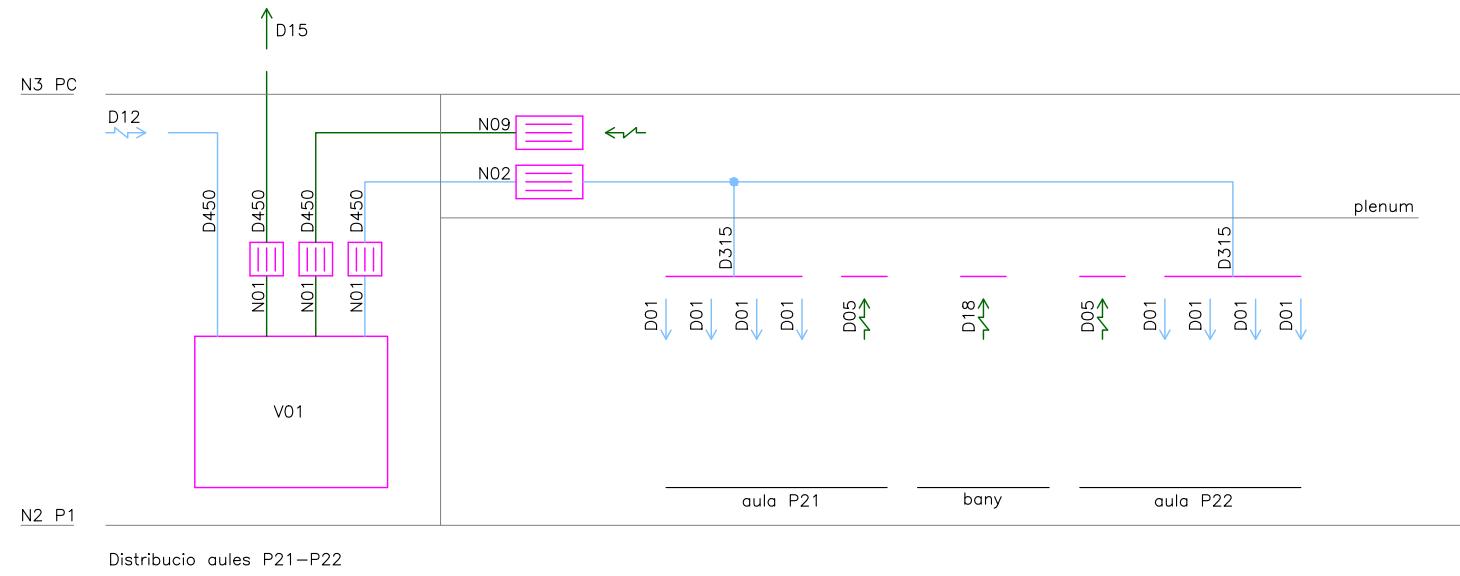 D15
N3 PC
D12
N09
N02
D450
D450
D450
D450
plenum
D315
D315
N01
N01
N01
D01
D01
D01
D01
D05
D18
D05
D01
D01
D01
D01
V01
aula P21
bany
aula P22
N2 P1
Distribucio aules P21-P22